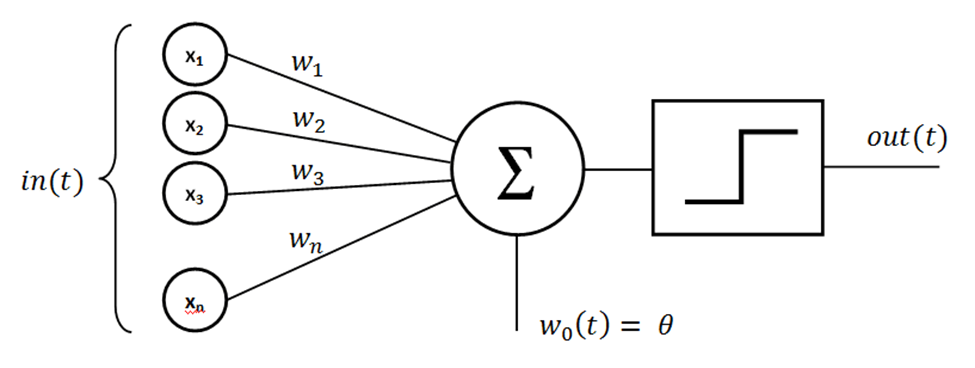 x₁
w₁
x₂
w₂
out(t)
in(t)
x₃
w₃
Σ
wₙ
xₙ
w₀(t) = θ